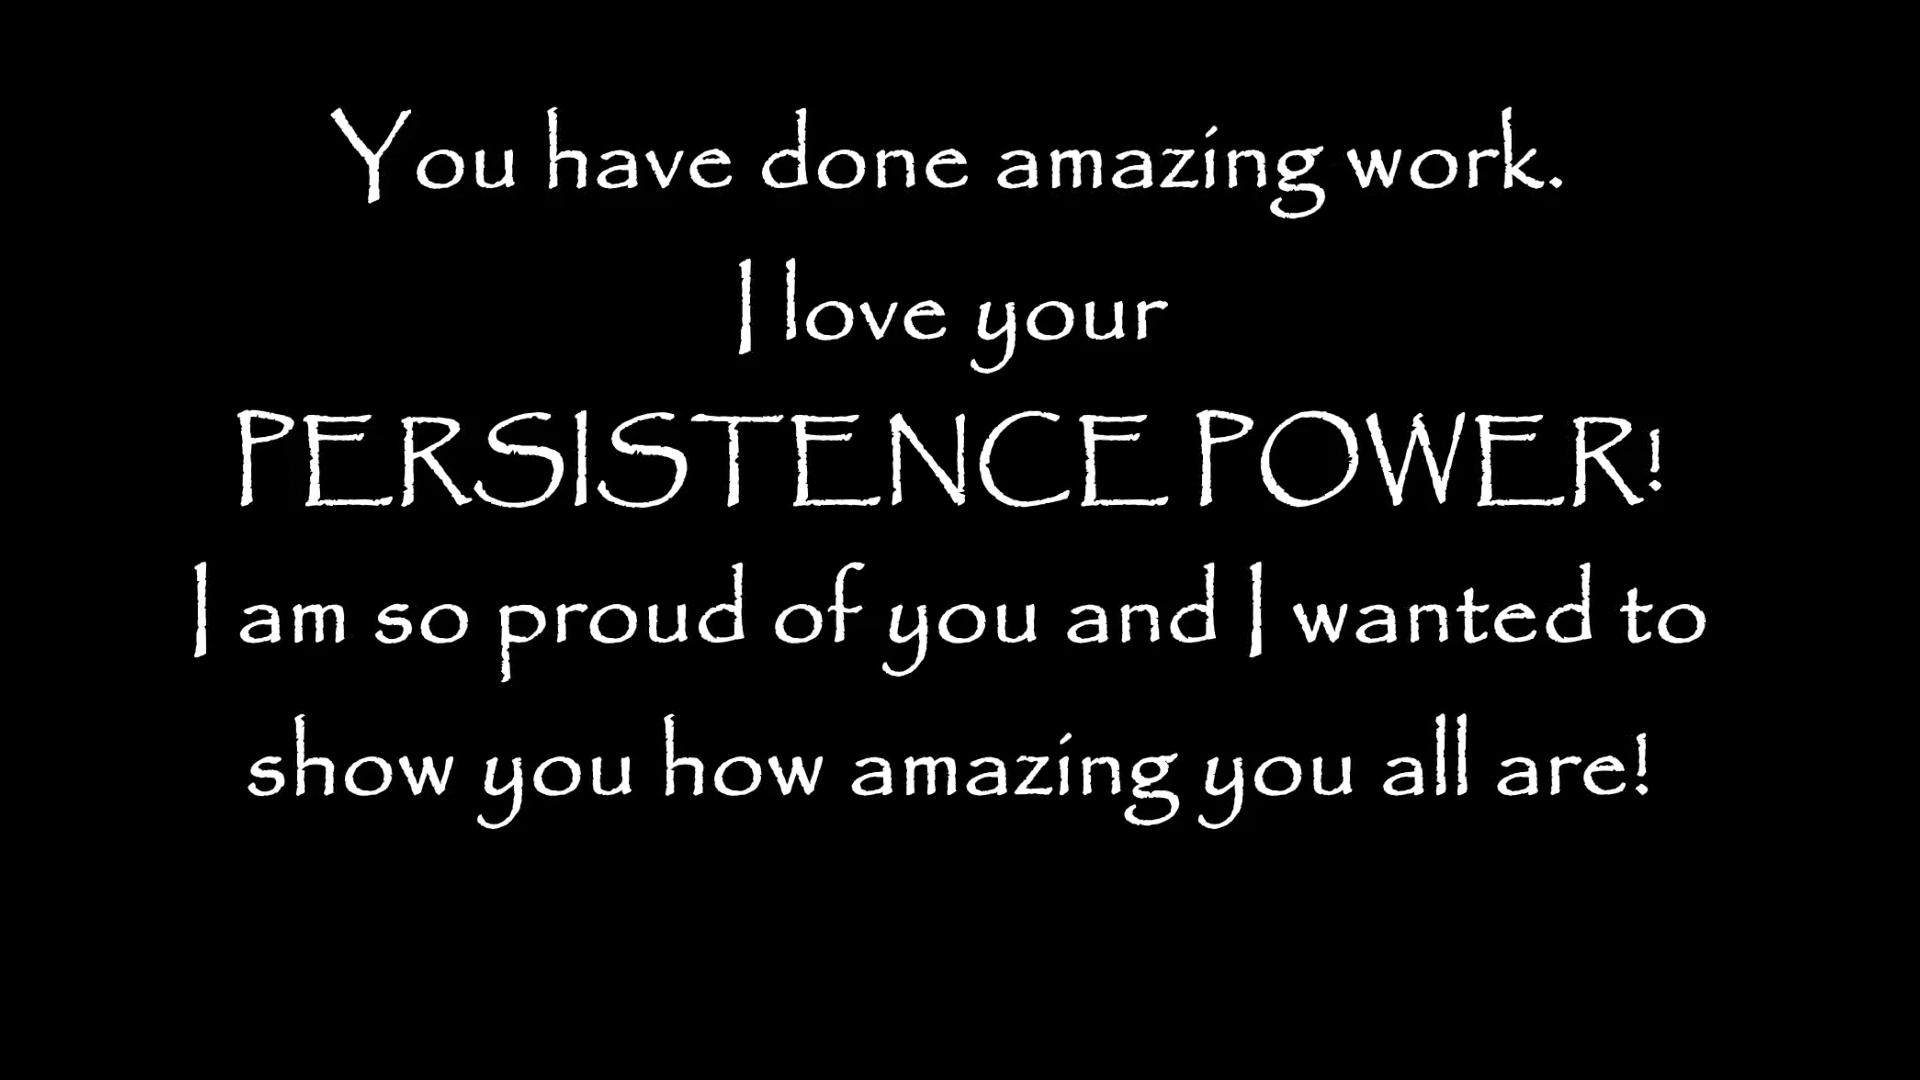 You have done amazing work.
I love your
PERSISTENCE POWER!
I am so proud of you and I wanted to
show you how amazing you all are!